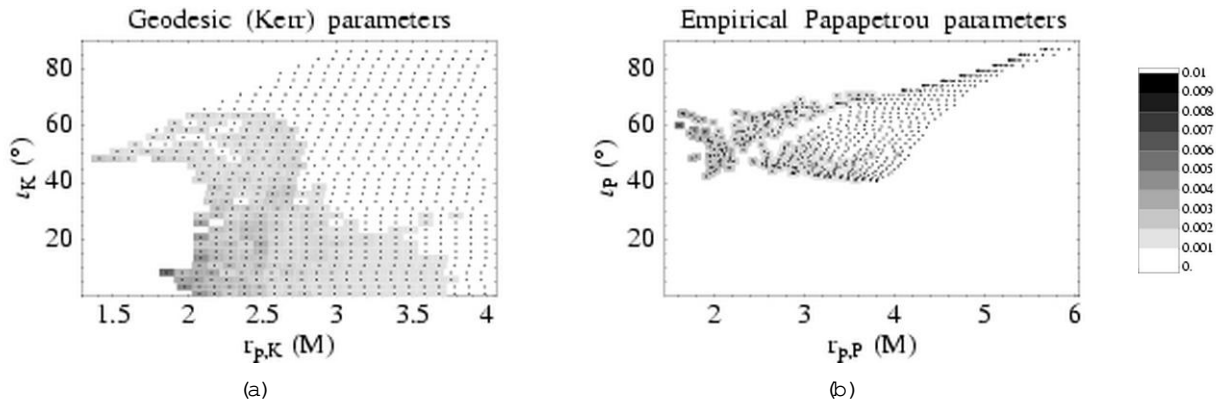 Geodesic (Kerr) parameters
80
60
40
20
ιK (°)
1.5 2 2.5 3 3.5 4
rp,K (M)
(a)
Empirical Papapetrou parameters
80
60
40
20
ιP (°)
2 3 4 5 6
rp,P (M)
(b)
0.01
0.009
0.008
0.007
0.006
0.005
0.004
0.003
0.002
0.001
0.